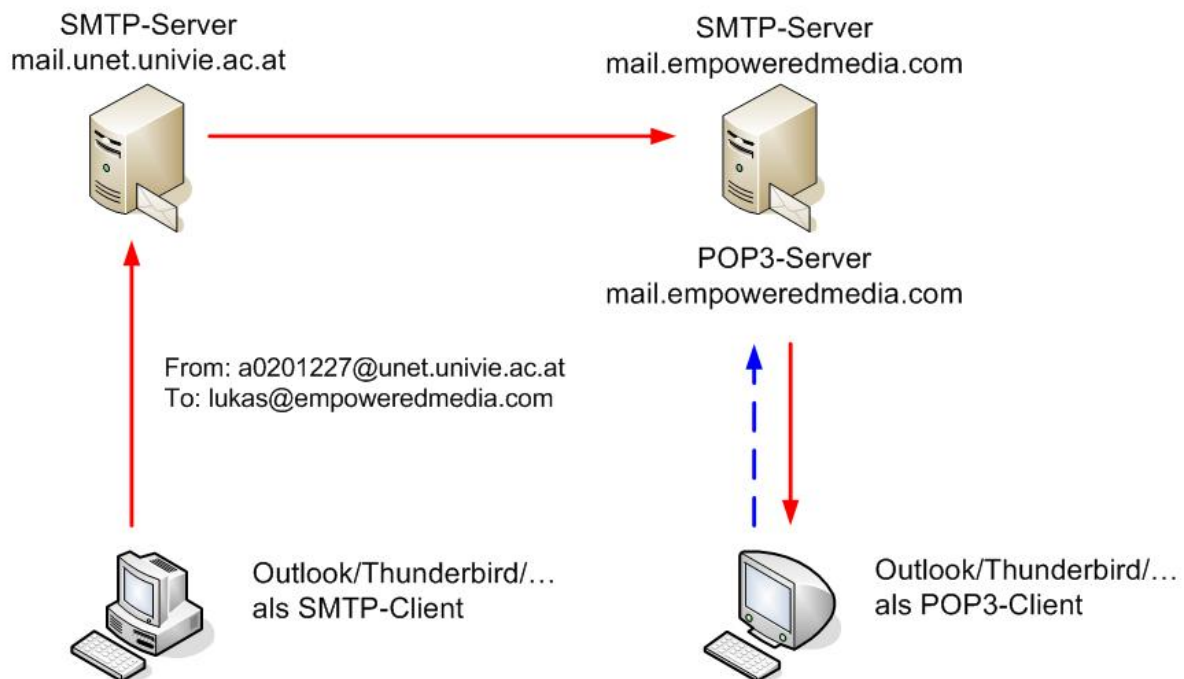 SMTP-Server
mail.unet.univie.ac.at
SMTP-Server
mail.empoweredmedia.com
POP3-Server
mail.empoweredmedia.com
From: a0201227@unet.univie.ac.at
To: lukas@empoweredmedia.com
Outlook/Thunderbird/…
als SMTP-Client
Outlook/Thunderbird/…
als POP3-Client